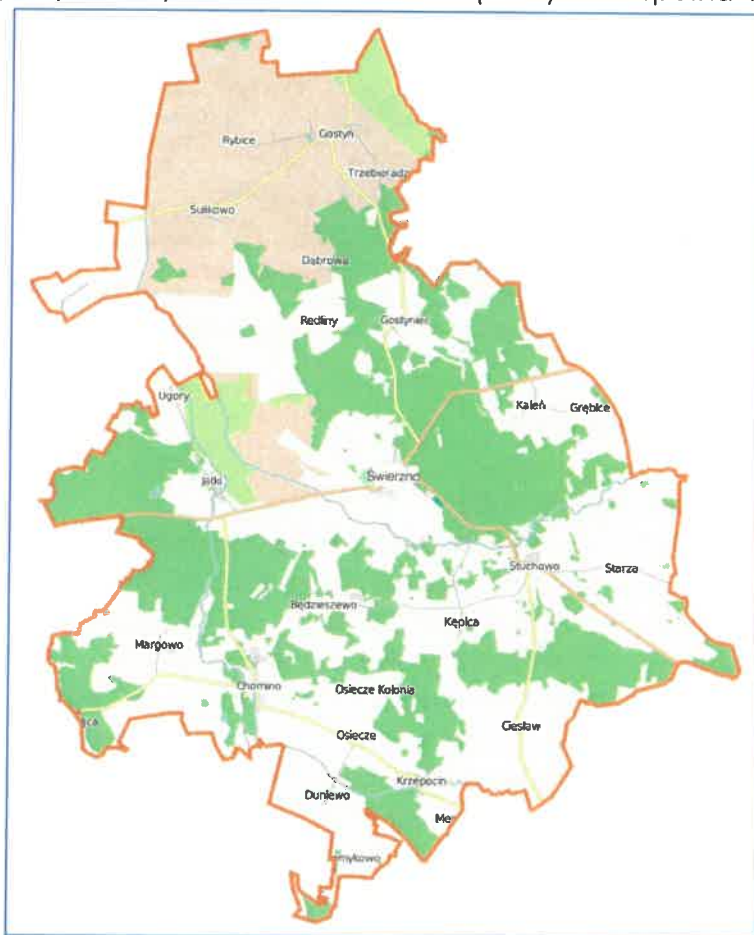 Gostyń
Rybice
Trzebieradz
Sulikowo
Dąbrowa
Redliny
Gostyniec
Ugory
Kaleń
Grębice
Świerzno
Jatki
Stuchowo
Starza
Będzieszewo
Kępica
Margowo
Chomino
Osiecze Kolonia
Ciesław
Osiecze
Krzepocin
Duniewo